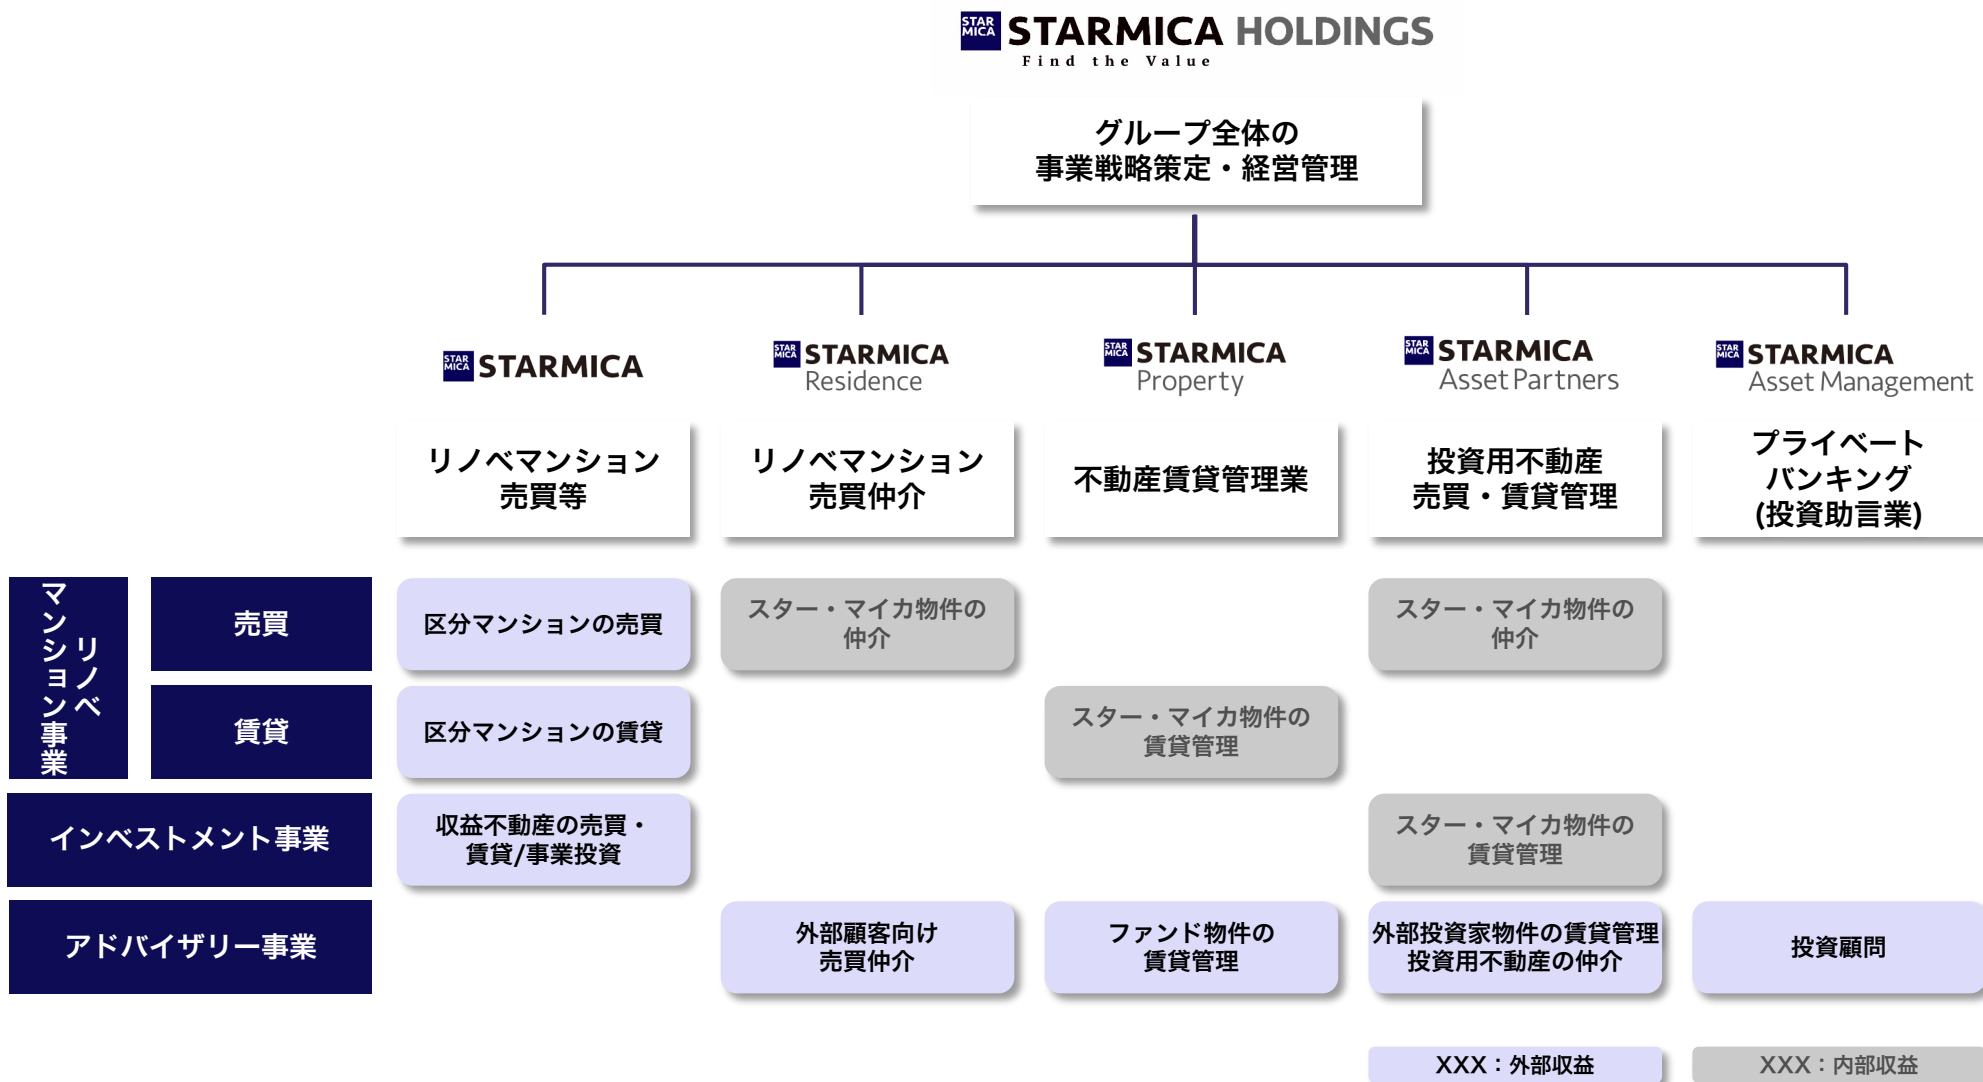 STAR
MICA
STARMICA HOLDINGS
Find the Value
グループ全体の
事業戦略策定・経営管理
STAR
MICA
STARMICA
STAR
MICA
STARMICA
Residence
STAR
MICA
STARMICA
Property
STAR
MICA
STARMICA
Asset Partners
STAR
MICA
STARMICA
Asset Management
リノベマンション
売買等
リノベマンション
売買仲介
不動産賃貸管理業
投資用不動産
売買・賃貸管理
プライベート
バンキング
(投資助言業)
リノベ
マンション事業
売買
区分マンションの売買
スター・マイカ物件の
仲介
スター・マイカ物件の
仲介
賃貸
区分マンションの賃貸
スター・マイカ物件の
賃貸管理
インベストメント事業
収益不動産の売買・
賃貸/事業投資
スター・マイカ物件の
賃貸管理
アドバイザリー事業
外部顧客向け
売買仲介
ファンド物件の
賃貸管理
外部投資家物件の賃貸管理
投資用不動産の仲介
投資顧問
XXX：外部収益
XXX：内部収益